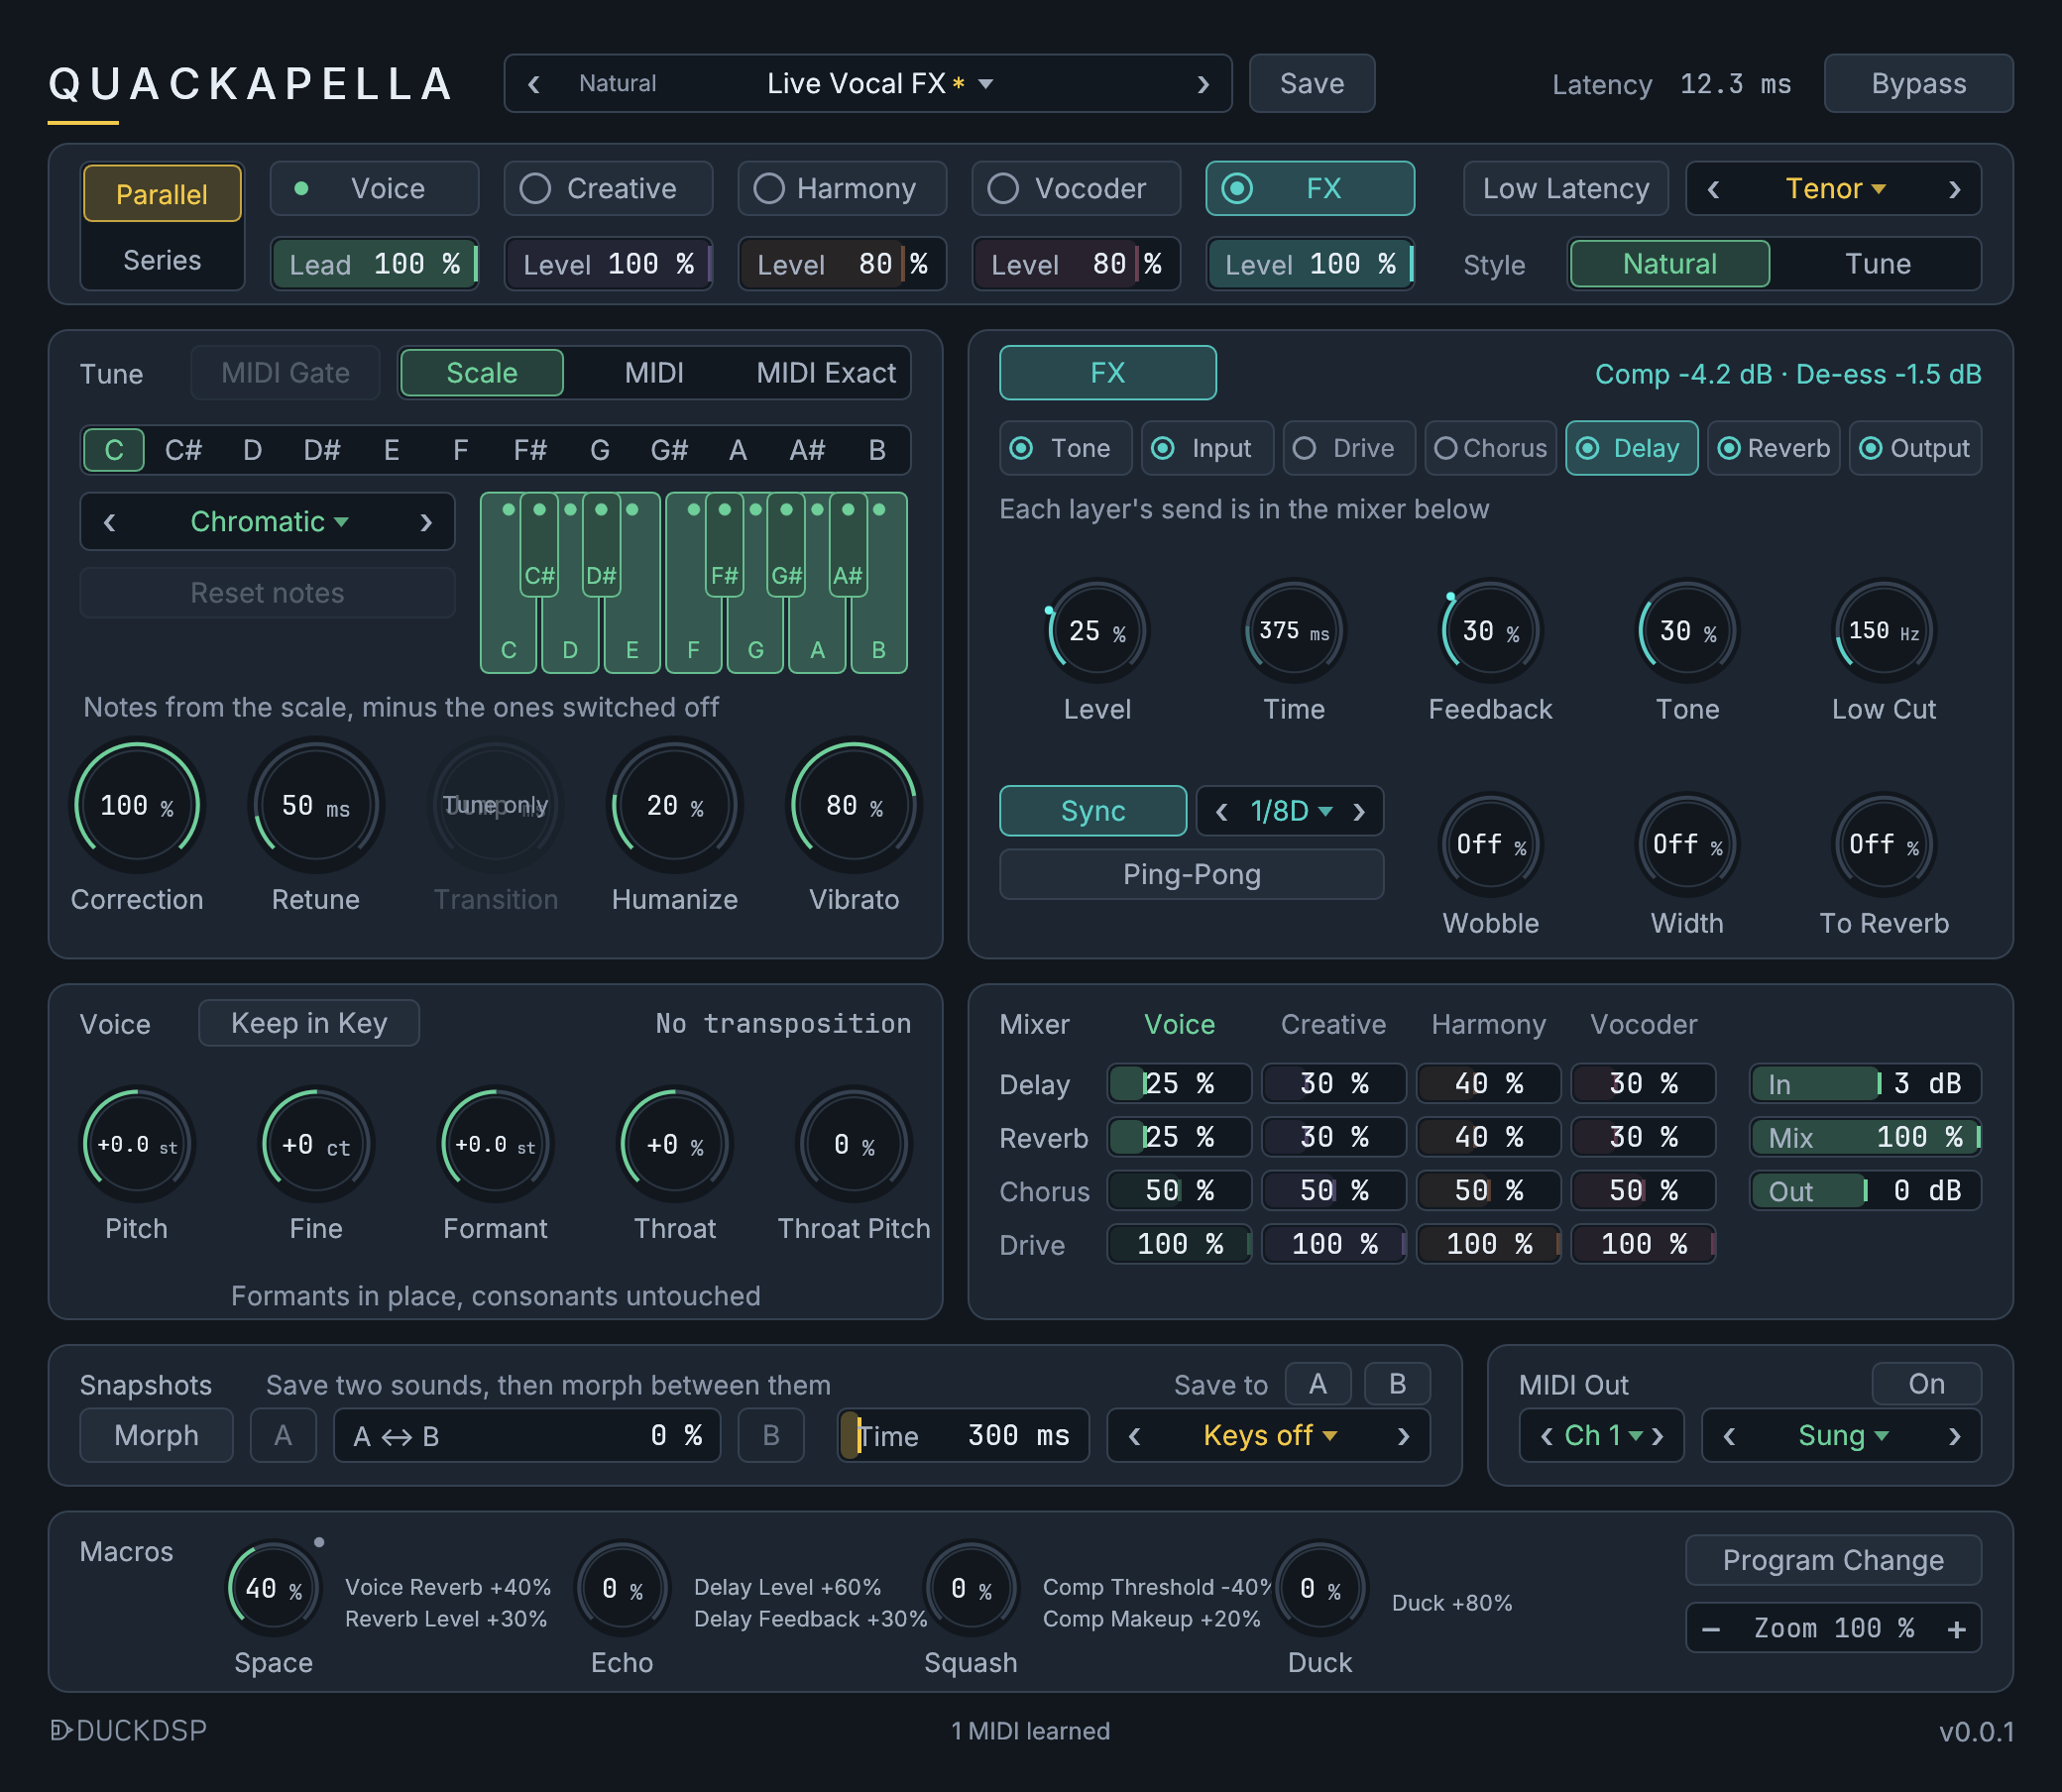 QUACKAPELLA
‹ Natural Live Vocal FX * ›
Save
Latency 12.3 ms
Bypass
Parallel
Voice
Creative
Harmony
Vocoder
FX
Low Latency
‹ Tenor ›
Series
Lead 100 %
Level 100 %
Level 80 %
Level 80 %
Level 100 %
Style
Natural
Tune
Tune
MIDI Gate
Scale
MIDI
MIDI Exact
C C# D D# E F F# G G# A A# B
‹ Chromatic ›
Reset notes
C# D# F# G# A#
C D E F G A B
Notes from the scale, minus the ones switched off
100 %
50 ms
Tune only
20 %
80 %
Correction
Retune
Transition
Humanize
Vibrato
FX
Comp -4.2 dB · De-ess -1.5 dB
Tone
Input
Drive
Chorus
Delay
Reverb
Output
Each layer's send is in the mixer below
25 %
375 ms
30 %
30 %
150 Hz
Level
Time
Feedback
Tone
Low Cut
Sync
‹ 1/8D ›
Ping-Pong
Off %
Off %
Off %
Wobble
Width
To Reverb
Voice
Keep in Key
No transposition
+0.0 st
+0 ct
+0.0 st
+0 %
0 %
Pitch
Fine
Formant
Throat
Throat Pitch
Formants in place, consonants untouched
Mixer Voice Creative Harmony Vocoder
Delay 25 % 30 % 40 % 30 %
In 3 dB
Reverb 25 % 30 % 40 % 30 %
Mix 100 %
Chorus 50 % 50 % 50 % 50 %
Out 0 dB
Drive 100 % 100 % 100 % 100 %
Snapshots
Save two sounds, then morph between them
Save to A B
Morph
A
A ↔ B 0 %
B
Time 300 ms
‹ Keys off ›
MIDI Out
On
‹ Ch 1 ›
‹ Sung ›
Macros
40 %
Space
Voice Reverb +40%
Reverb Level +30%
0 %
Echo
Delay Level +60%
Delay Feedback +30%
0 %
Squash
Comp Threshold -40%
Comp Makeup +20%
0 %
Duck
Duck +80%
Program Change
− Zoom 100 % +
DUCKDSP
1 MIDI learned
v0.0.1